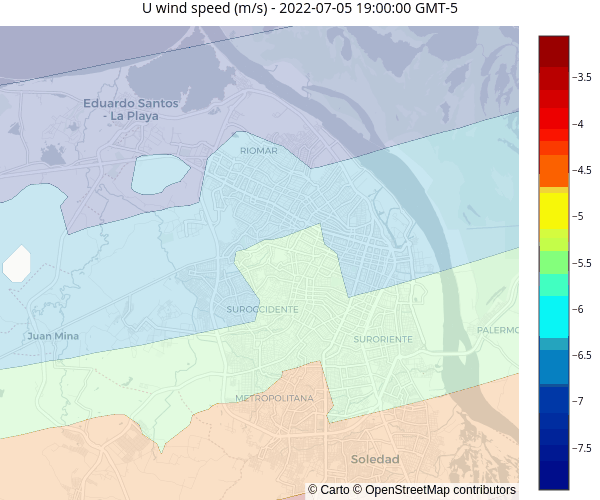 U wind speed (m/s) - 2022-07-05 19:00:00 GMT-5
Eduardo Santos
- La Playa
RIOMAR
SUROCCIDENTE
Juan Mina
SURORIENTE
PALERMO
METROPOLITANA
Soledad
−3.5
−4
−4.5
−5
−5.5
−6
−6.5
−7
−7.5
© Carto © OpenStreetMap contributors